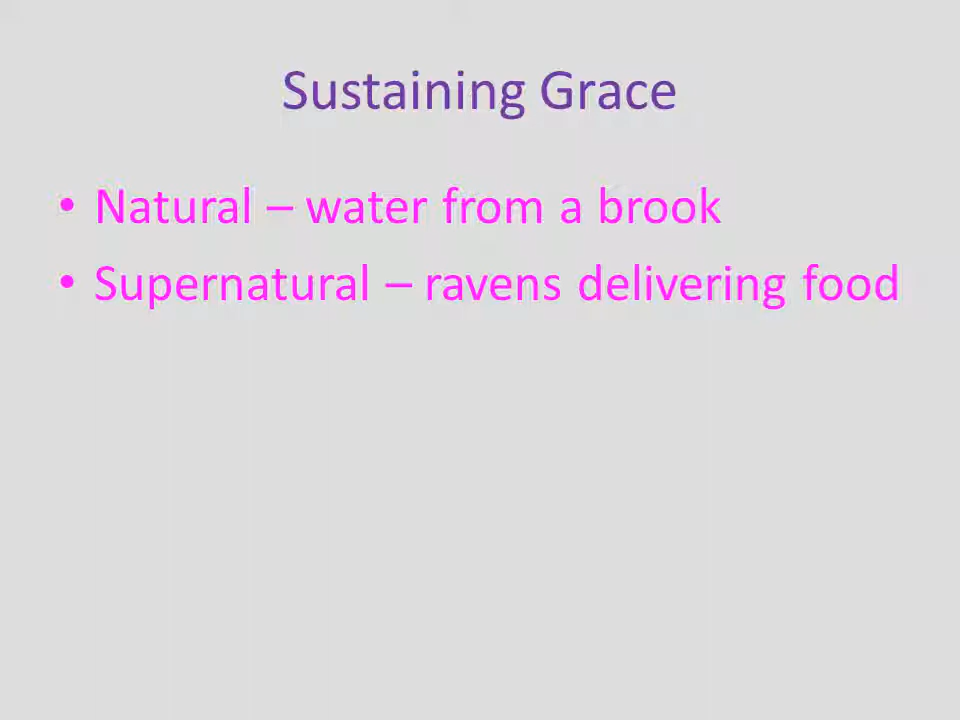 Sustaining Grace
• Natural – water from a brook
• Supernatural – ravens delivering food